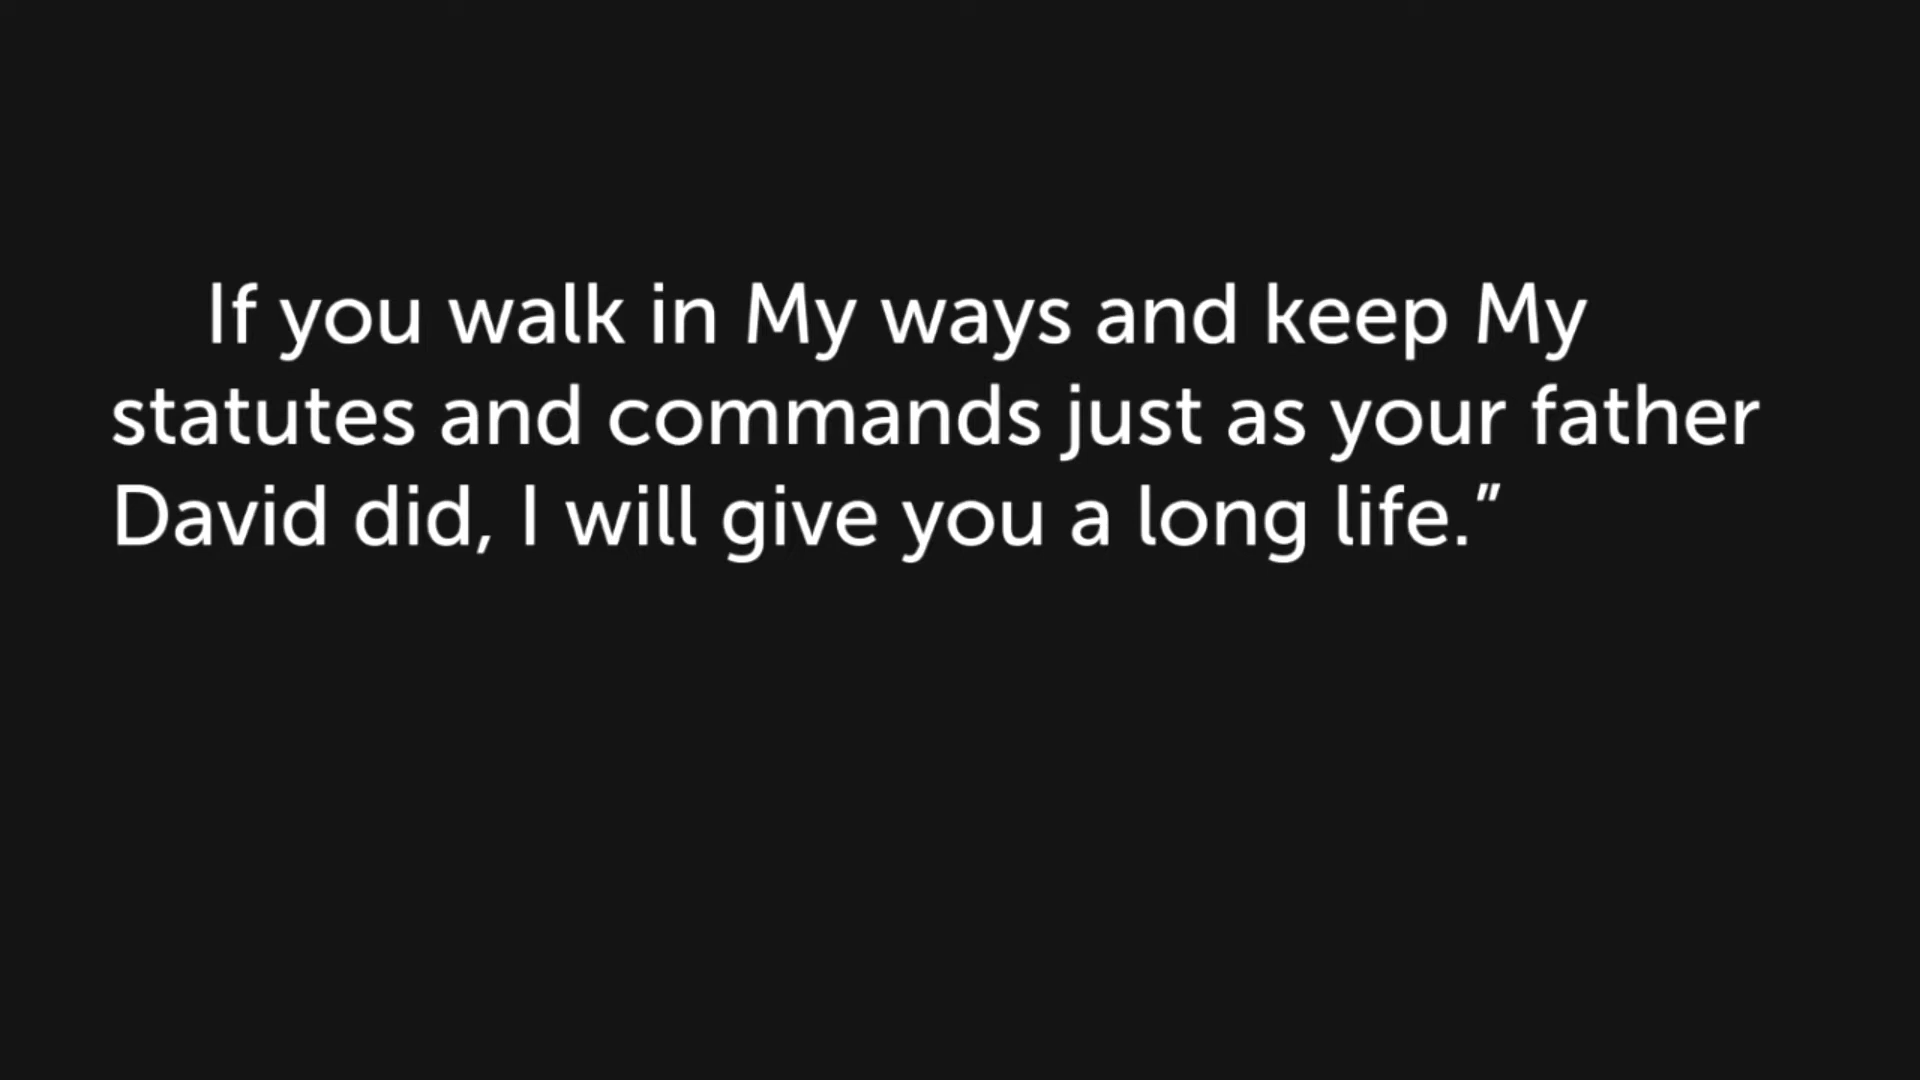 If you walk in My ways and keep My
statutes and commands just as your father
David did, I will give you a long life.”